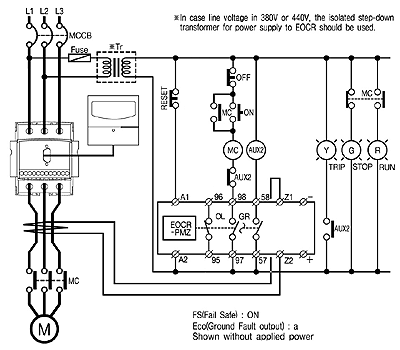 L1 L2 L3
※In case line voltage in 380V or 440V, the isolated step-down
transformer for power supply to EOCR should be used.
MCCB
Fuse
※Tr
OFF
RESET
MC
ON
MC
MC
AUX2
Y
G
R
TRIP
STOP
RUN
AUX2
A1
96
98
58
Z1
-
OL
GR
EOCR
-PMZ
AUX2
A2
95
97
57
Z2
+
MC
M
FS(Fail Safe) : ON
Eco(Ground Fault output) : a
Shown without applied power